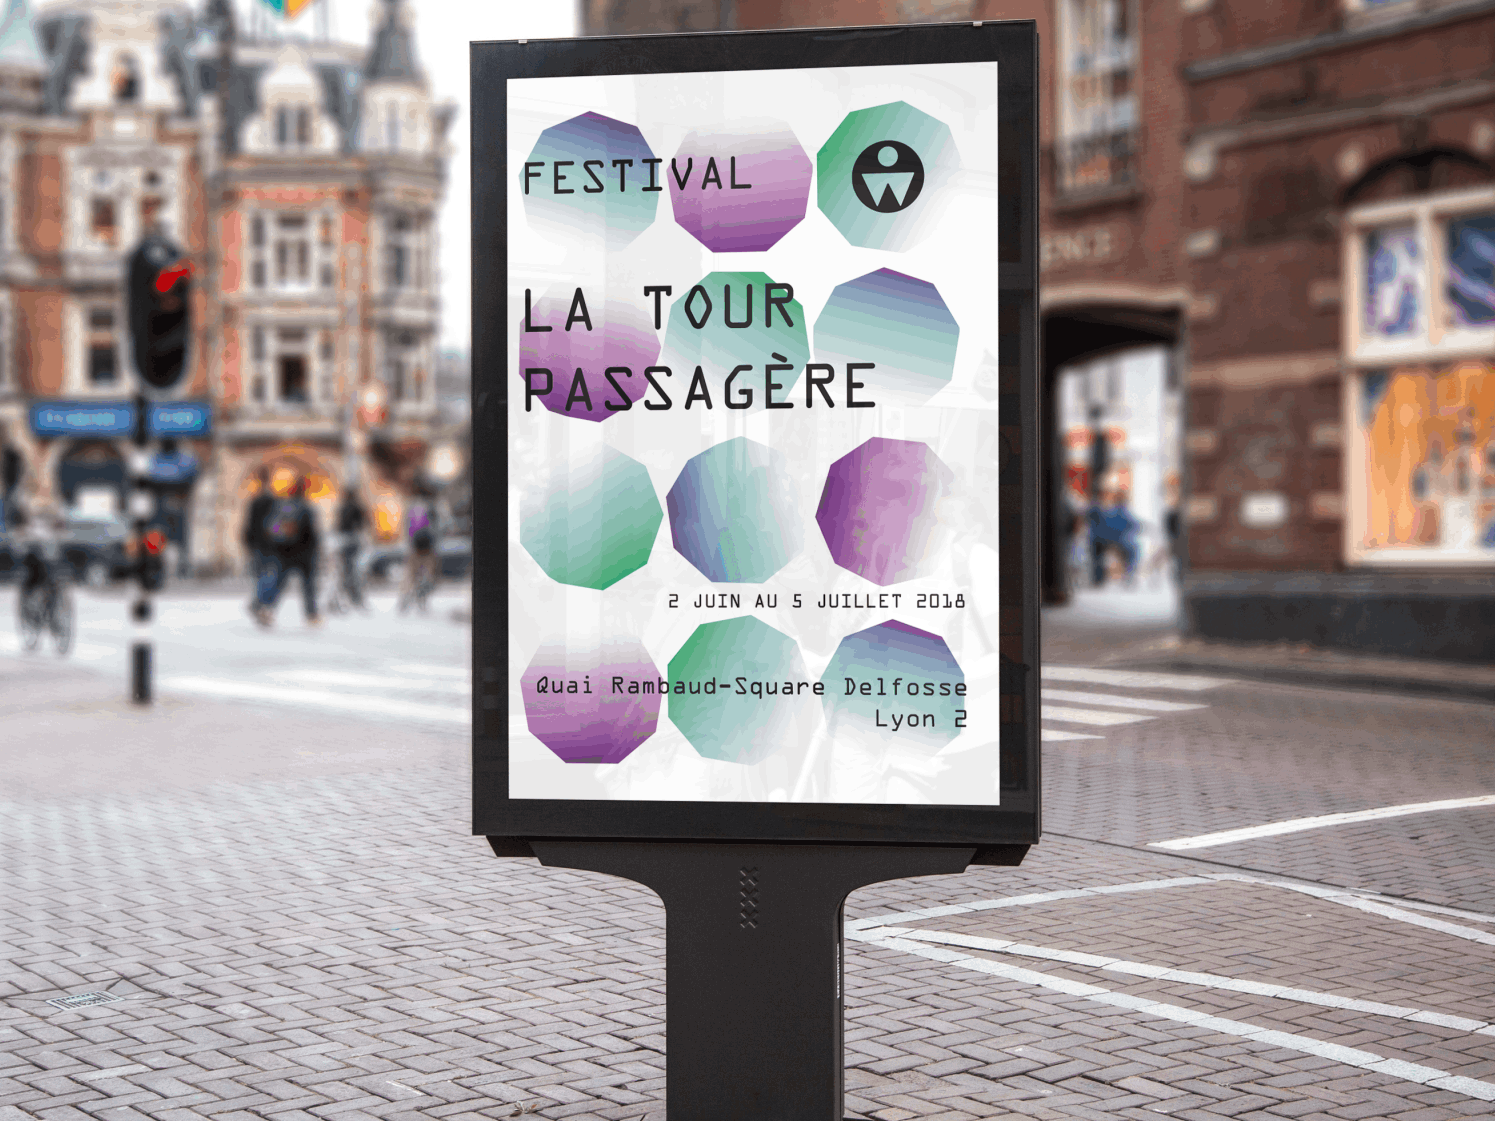 FESTIVAL
LA TOUR
PASSAGÈRE
2 JUIN AU 5 JUILLET 2018
Quai Rambaud-Square Delfosse
Lyon 2